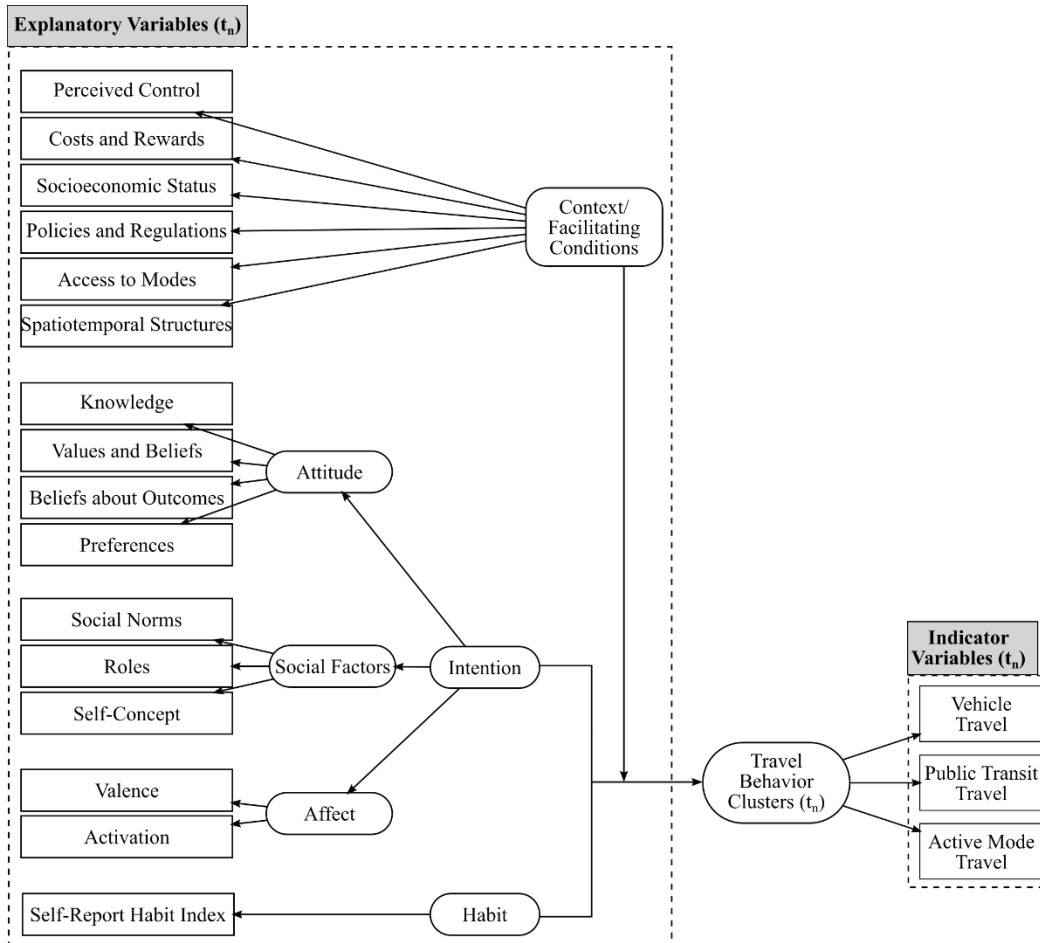 Explanatory Variables (tn)
Perceived Control
Costs and Rewards
Socioeconomic Status
Policies and Regulations
Access to Modes
Spatiotemporal Structures
Context/
Facilitating
Conditions
Knowledge
Values and Beliefs
Beliefs about Outcomes
Preferences
Attitude
Social Norms
Roles
Self-Concept
Social Factors
Intention
Valence
Activation
Affect
Self-Report Habit Index
Habit
Travel
Behavior
Clusters (tn)
Indicator
Variables (tn)
Vehicle
Travel
Public Transit
Travel
Active Mode
Travel